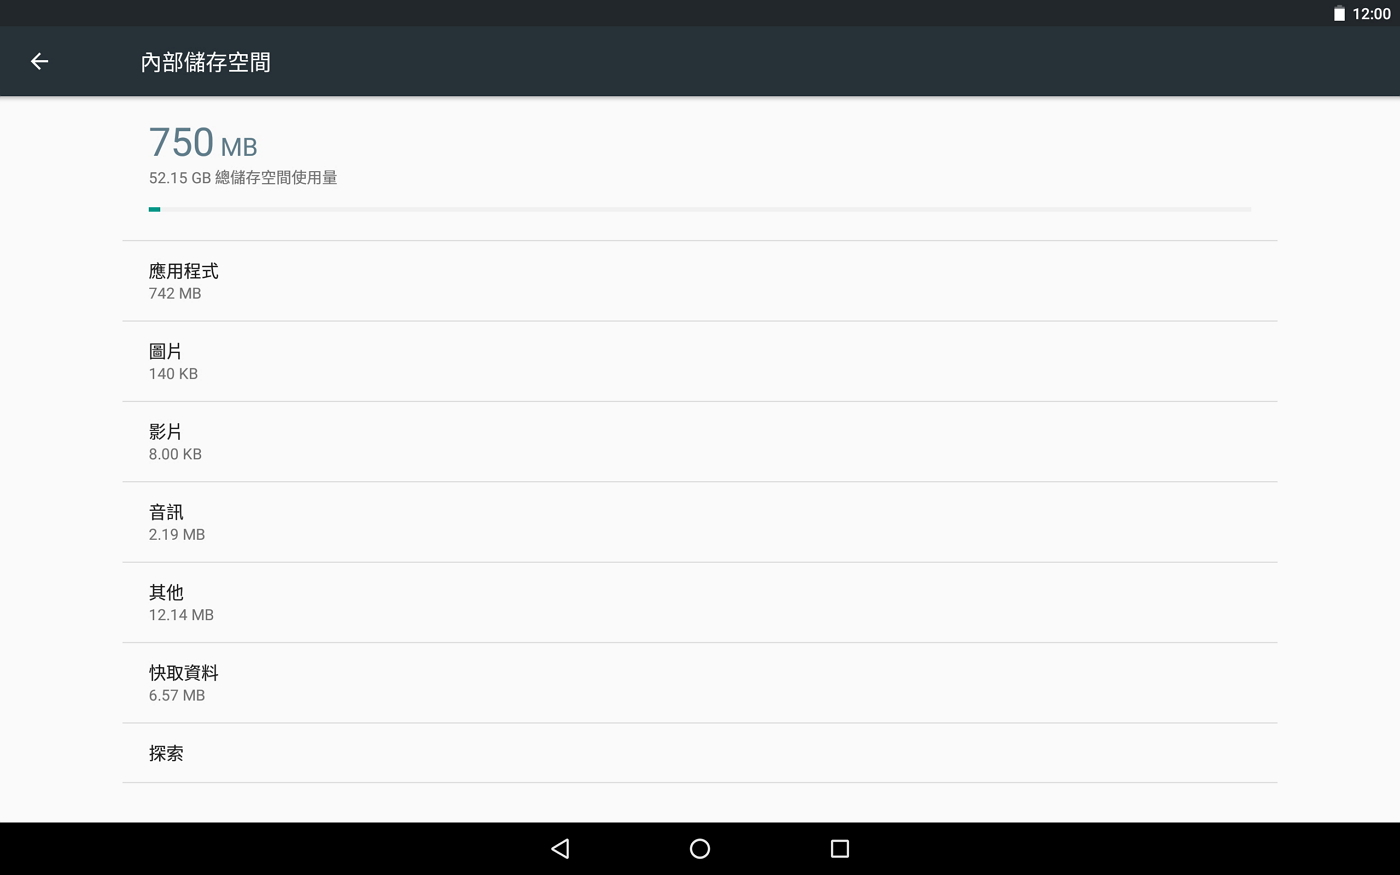 12:00
內部儲存空間
750 MB
52.15 GB 總儲存空間使用量
應用程式
742 MB
圖片
140 KB
影片
8.00 KB
音訊
2.19 MB
其他
12.14 MB
快取資料
6.57 MB
探索